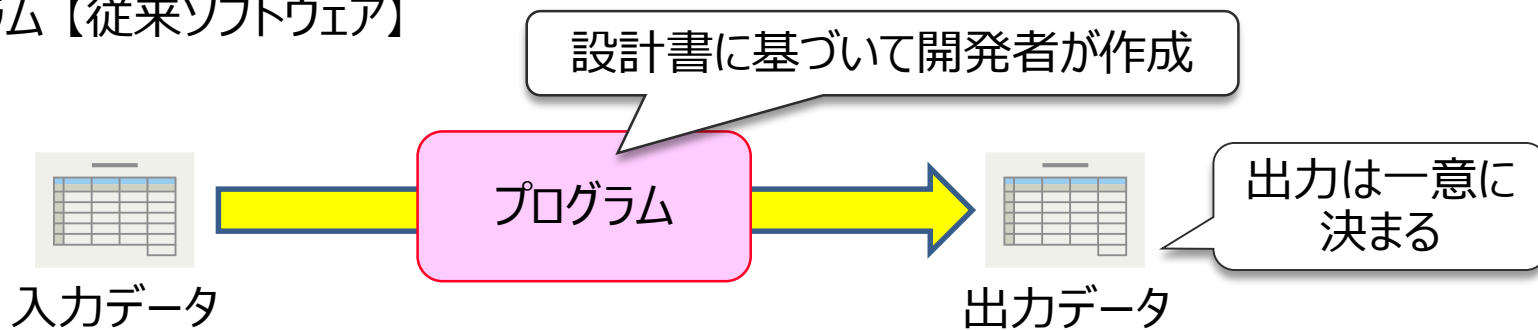 ラム【従来ソフトウェア】
設計書に基づいて開発者が作成
プログラム
出力は一意に
決まる
入力データ
出力データ